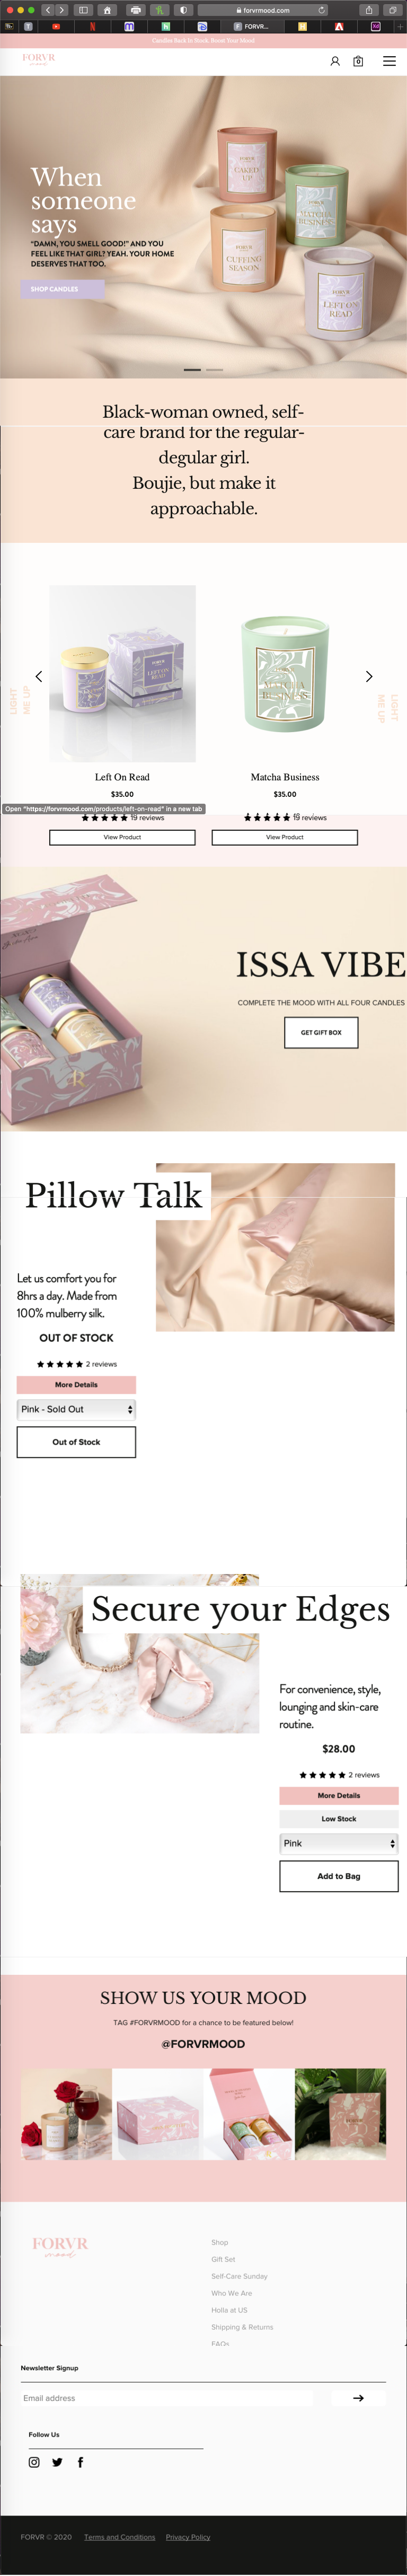 forvrmood.com
FORVR...
Candles Back In Stock. Boost Your Mood
FORVR
mood
0
When
someone
says
"DAMN, YOU SMELL GOOD!" AND YOU
FEEL LIKE THAT GIRL? YEAH. YOUR HOME
DESERVES THAT TOO.
SHOP CANDLES
FORVR
CAKED
UP
FORVR
MATCHA
BUSINESS
FORVR
CUFFING
SEASON
FORVR
LEFT ON
READ
Black-woman owned, self-
care brand for the regular-
degular girl.
Boujie, but make it
approachable.
LIGHT
ME UP
LIGHT
ME UP
LEFT ON
READ
Left On Read
Matcha Business
$35.00
$35.00
Open "https://forvrmood.com/products/left-on-read" in a new tab
19 reviews
19 reviews
View Product
View Product
ISSA VIBE
COMPLETE THE MOOD WITH ALL FOUR CANDLES
GET GIFT BOX
Pillow Talk
Let us comfort you for
8hrs a day. Made from
100% mulberry silk.
OUT OF STOCK
2 reviews
More Details
Pink - Sold Out
Out of Stock
Secure your Edges
For convenience, style,
lounging and skin-care
routine.
$28.00
2 reviews
More Details
Low Stock
Pink
Add to Bag
SHOW US YOUR MOOD
TAG #FORVRMOOD for a chance to be featured below!
@FORVRMOOD
FORVR
mood
Shop
Gift Set
Self-Care Sunday
Who We Are
Holla at US
Shipping & Returns
FAQs
Newsletter Signup
Email address
Follow Us
FORVR © 2020 Terms and Conditions Privacy Policy